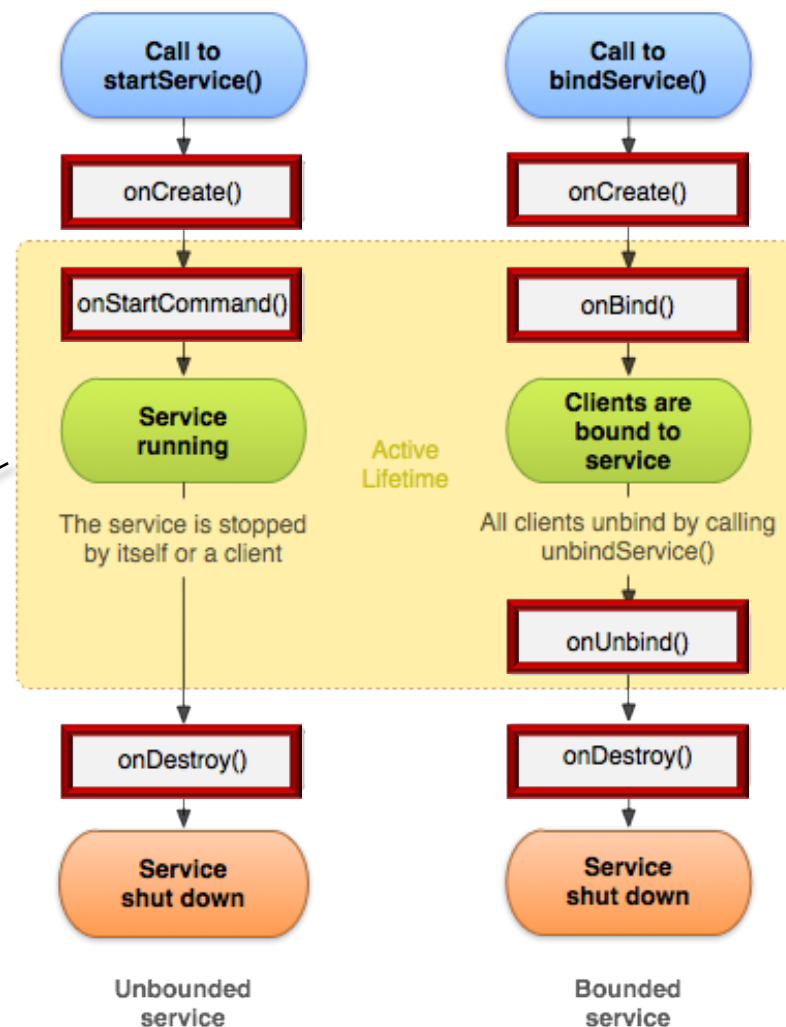 Call to
startService()
onCreate()
onStartCommand()
Service
running
The service is stopped
by itself or a client
onDestroy()
Service
shut down
Unbounded
service
Active
Lifetime
Call to
bindService()
onCreate()
onBind()
Clients are
bound to
service
All clients unbind by calling
unbindService()
onUnbind()
onDestroy()
Service
shut down
Bounded
service